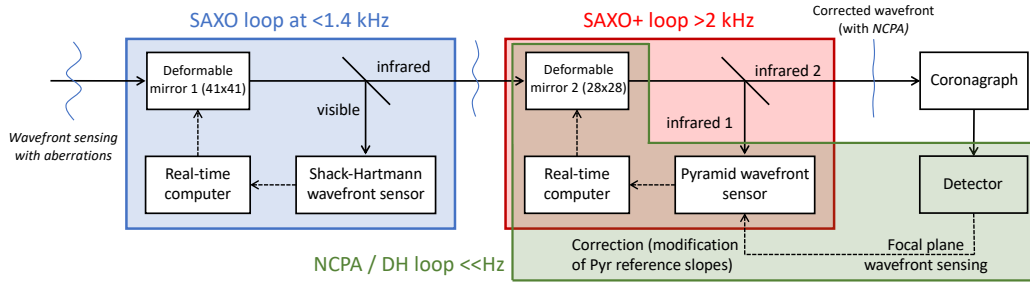 SAXO loop at <1.4 kHz
SAXO+ loop >2 kHz
Corrected wavefront
(with NCPA)
Deformable
mirror 1 (41x41)
infrared
visible
Deformable
mirror 2 (28x28)
infrared 2
infrared 1
Coronagraph
Wavefront sensing
with aberrations
Real-time
computer
Shack-Hartmann
wavefront sensor
Real-time
computer
Pyramid wavefront
sensor
Detector
NCPA / DH loop <<Hz
Correction (modification
of Pyr reference slopes)
Focal plane
wavefront sensing